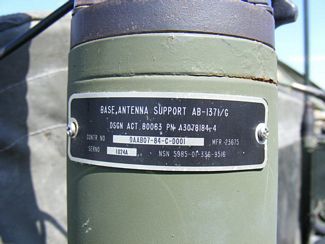 BASE, ANTENNA SUPPORT AB-1371/G
DSGN ACT. 80063 PN A3078184-4
CONTR NO DAAB07-84-C-0001 MFR -23675
SERNO 1024A NSN 5985-01-336-9516